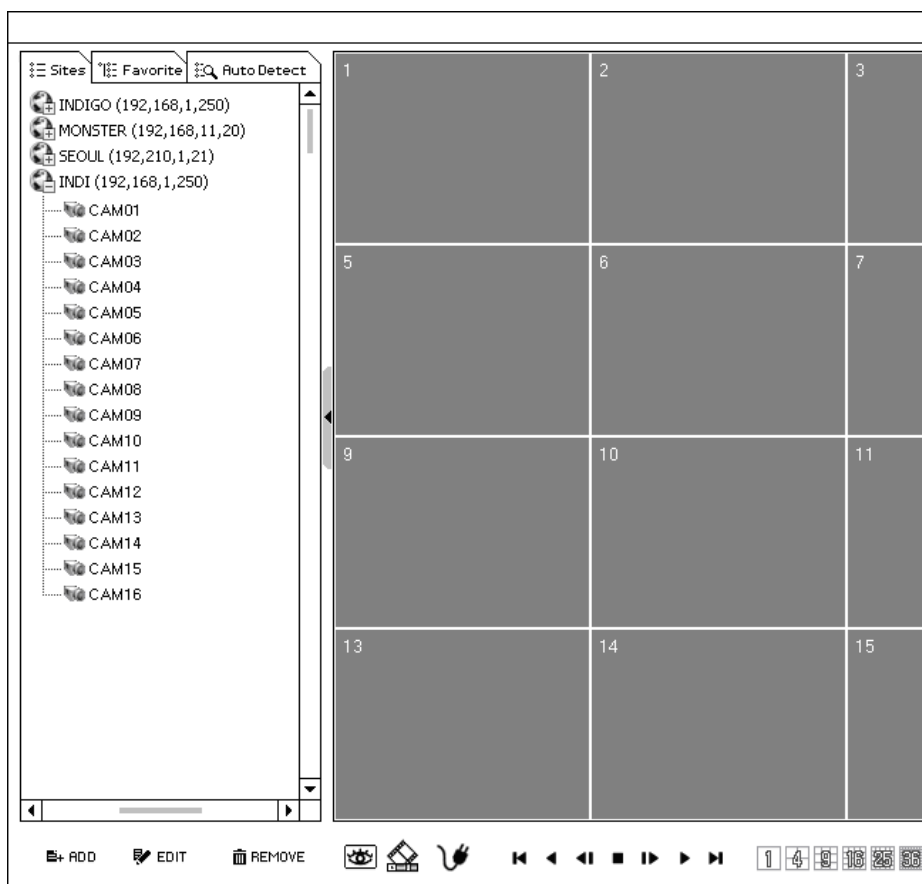 Sites Favorite Auto Detect
INDIGO (192,168,1,250)
MONSTER (192,168,11,20)
SEOUL (192,210,1,21)
INDI (192,168,1,250)
CAM01
CAM02
CAM03
CAM04
CAM05
CAM06
CAM07
CAM08
CAM09
CAM10
CAM11
CAM12
CAM13
CAM14
CAM15
CAM16
1 2 3
5 6 7
9 10 11
13 14 15
ADD EDIT REMOVE 1 4 9 16 25 36